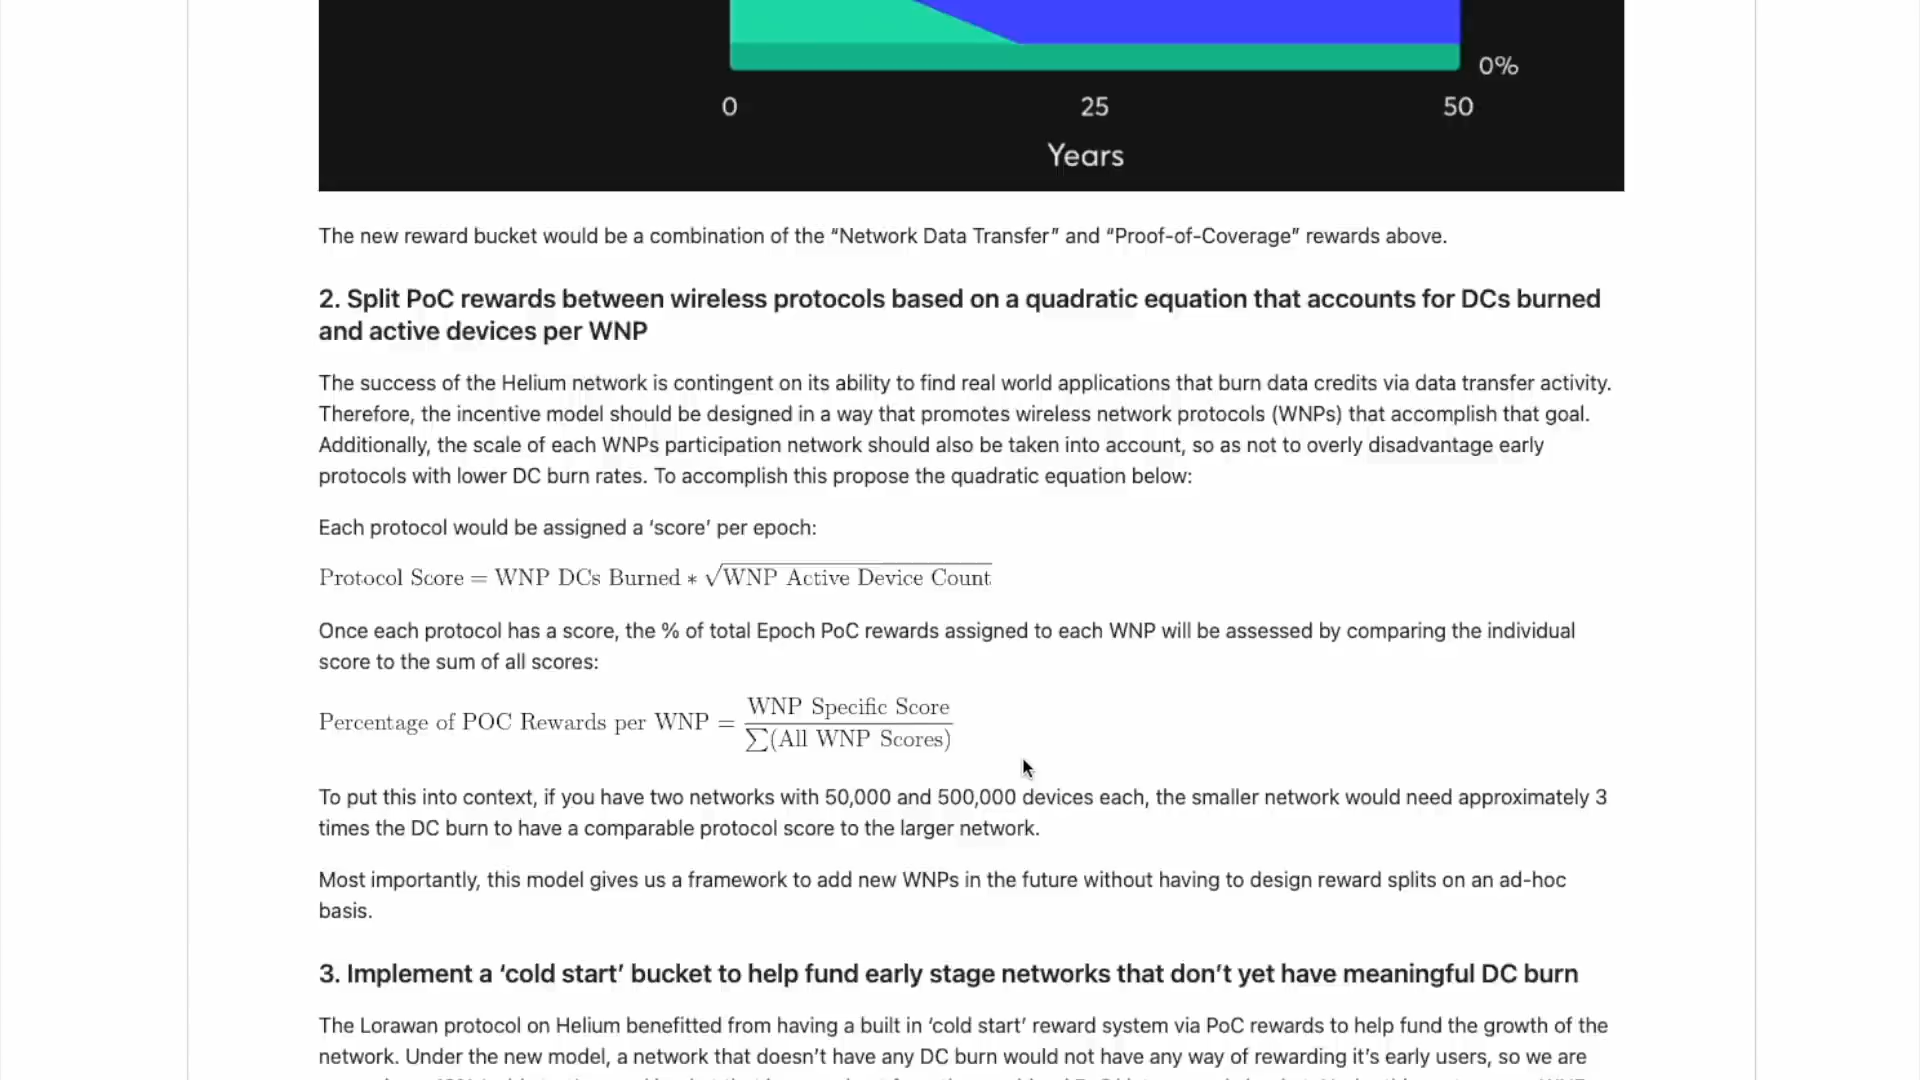 0%
0 25 50
Years
The new reward bucket would be a combination of the “Network Data Transfer” and “Proof-of-Coverage” rewards above.
2. Split PoC rewards between wireless protocols based on a quadratic equation that accounts for DCs burned
and active devices per WNP
The success of the Helium network is contingent on its ability to find real world applications that burn data credits via data transfer activity.
Therefore, the incentive model should be designed in a way that promotes wireless network protocols (WNPs) that accomplish that goal.
Additionally, the scale of each WNPs participation network should also be taken into account, so as not to overly disadvantage early
protocols with lower DC burn rates. To accomplish this propose the quadratic equation below:
Each protocol would be assigned a ‘score’ per epoch:
Protocol Score = WNP DCs Burned * √WNP Active Device Count
Once each protocol has a score, the % of total Epoch PoC rewards assigned to each WNP will be assessed by comparing the individual
score to the sum of all scores:
WNP Specific Score
Percentage of POC Rewards per WNP =
∑(All WNP Scores)
To put this into context, if you have two networks with 50,000 and 500,000 devices each, the smaller network would need approximately 3
times the DC burn to have a comparable protocol score to the larger network.
Most importantly, this model gives us a framework to add new WNPs in the future without having to design reward splits on an ad-hoc
basis.
3. Implement a ‘cold start’ bucket to help fund early stage networks that don’t yet have meaningful DC burn
The Lorawan protocol on Helium benefitted from having a built in ‘cold start’ reward system via PoC rewards to help fund the growth of the
network. Under the new model, a network that doesn’t have any DC burn would not have any way of rewarding it’s early users, so we are